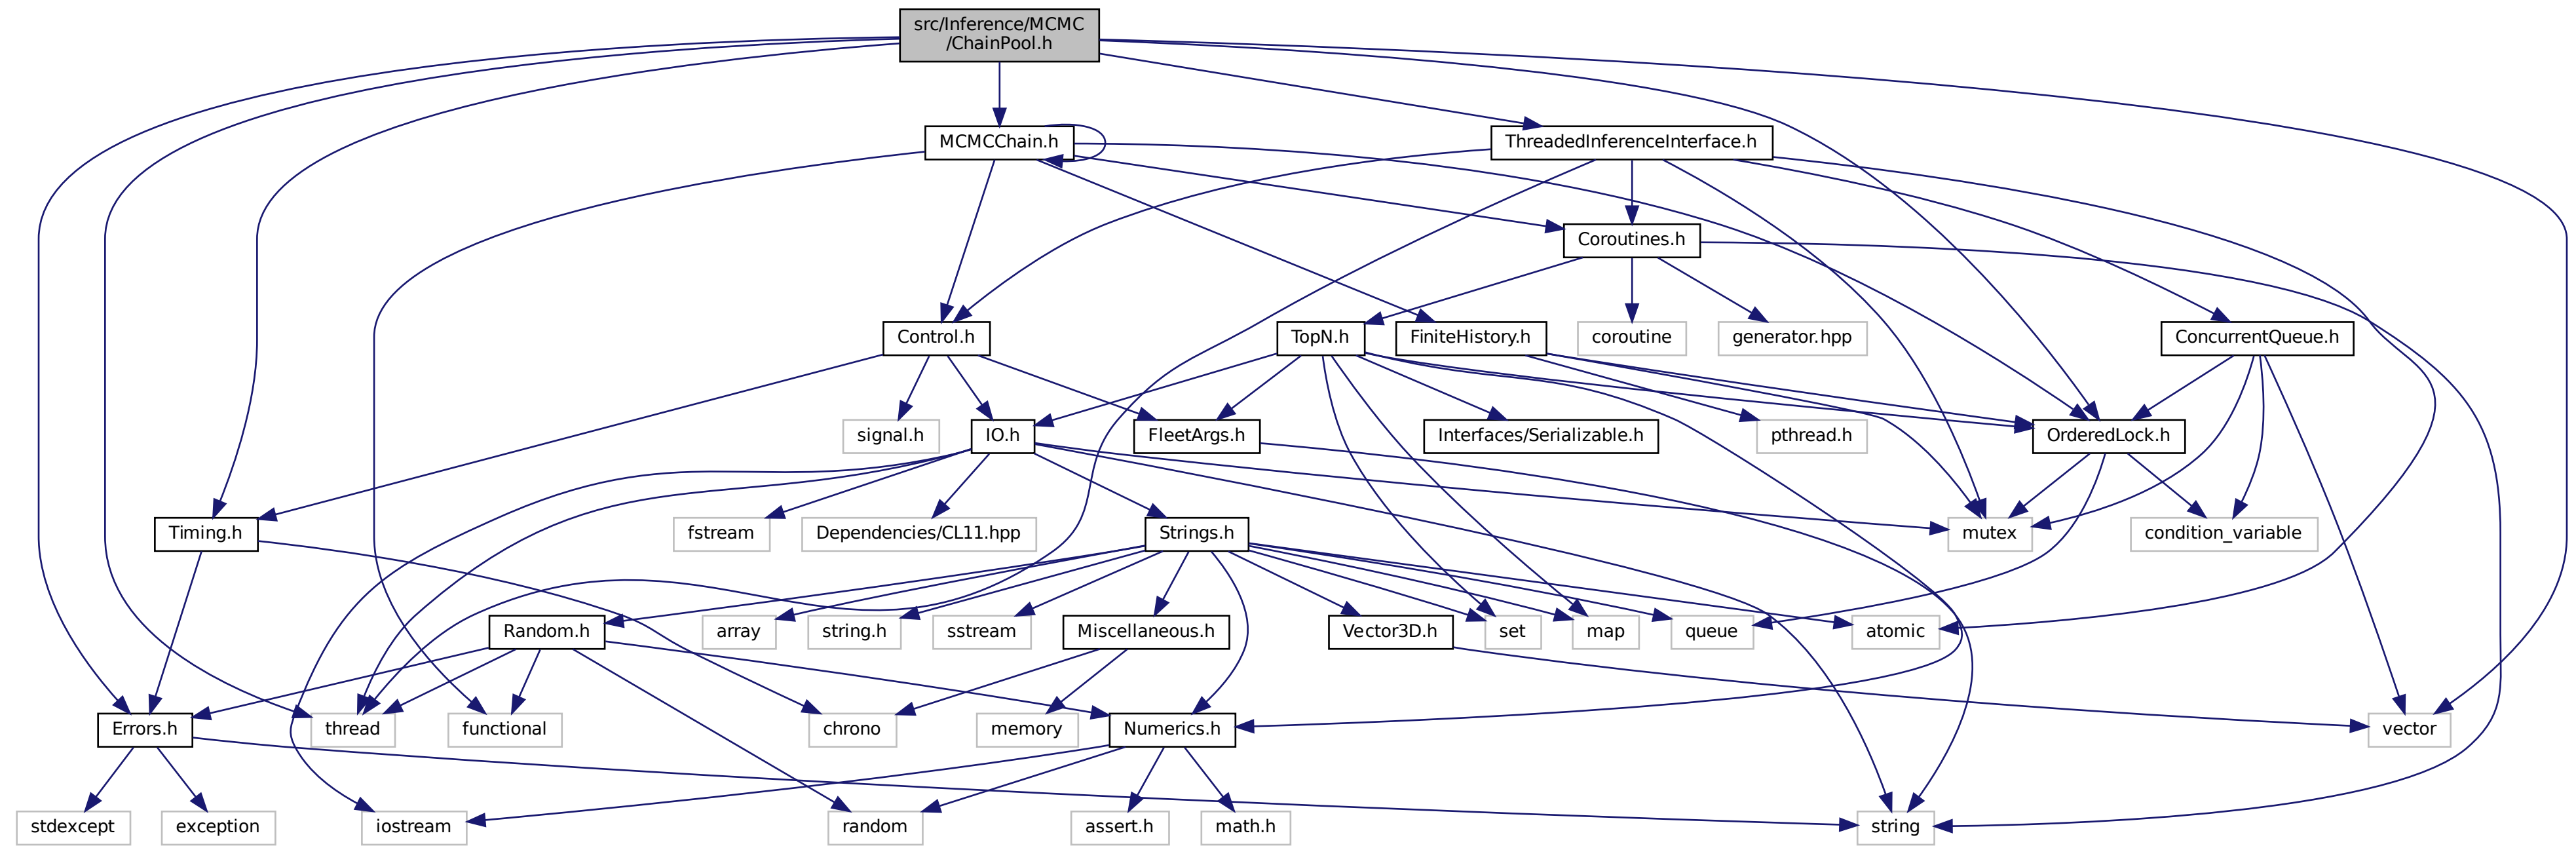 src/Inference/MCMC
/ChainPool.h
MCMCChain.h
ThreadedInferenceInterface.h
Coroutines.h
Control.h
TopN.h
FiniteHistory.h
coroutine
generator.hpp
ConcurrentQueue.h
signal.h
IO.h
FleetArgs.h
Interfaces/Serializable.h
pthread.h
OrderedLock.h
Timing.h
fstream
Dependencies/CL11.hpp
Strings.h
mutex
condition_variable
Random.h
array
string.h
sstream
Miscellaneous.h
Vector3D.h
set
map
queue
atomic
Errors.h
thread
functional
chrono
memory
Numerics.h
vector
stdexcept
exception
iostream
random
assert.h
math.h
string